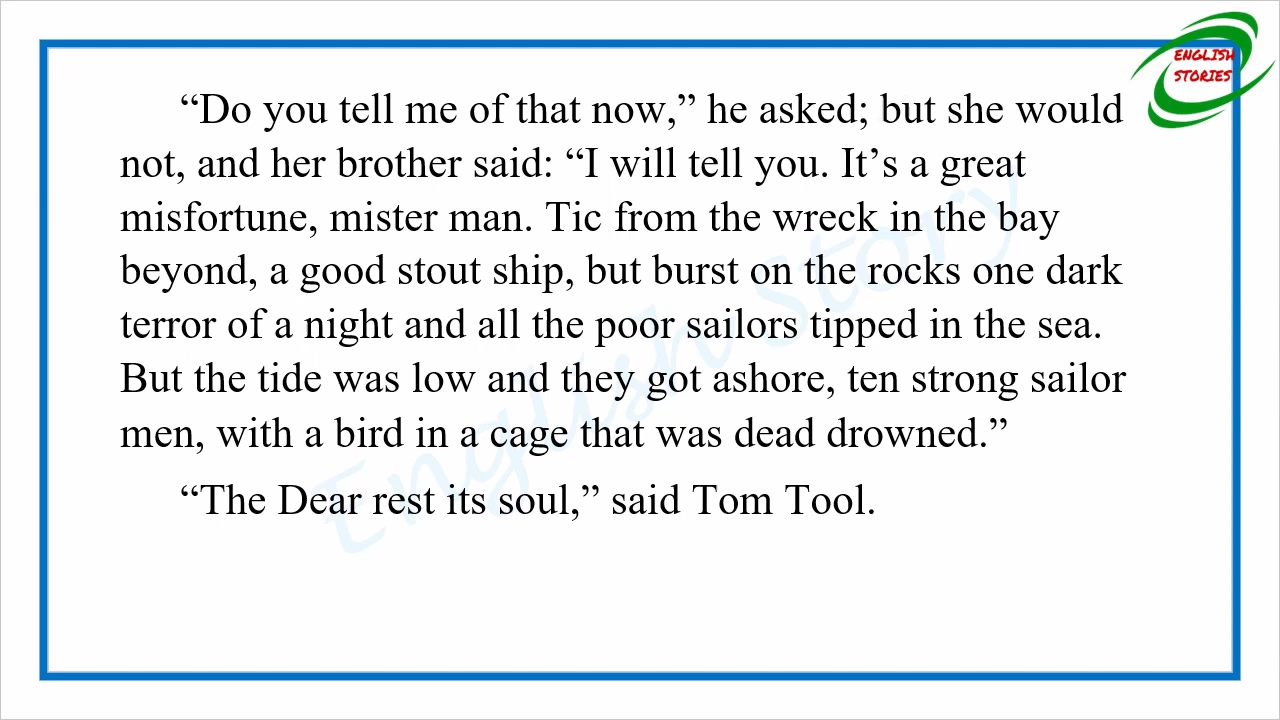 ENGLISH
STORIES
“Do you tell me of that now,” he asked; but she would
not, and her brother said: “I will tell you. It’s a great
misfortune, mister man. Tic from the wreck in the bay
beyond, a good stout ship, but burst on the rocks one dark
terror of a night and all the poor sailors tipped in the sea.
But the tide was low and they got ashore, ten strong sailor
men, with a bird in a cage that was dead drowned.”
“The Dear rest its soul,” said Tom Tool.
English Story